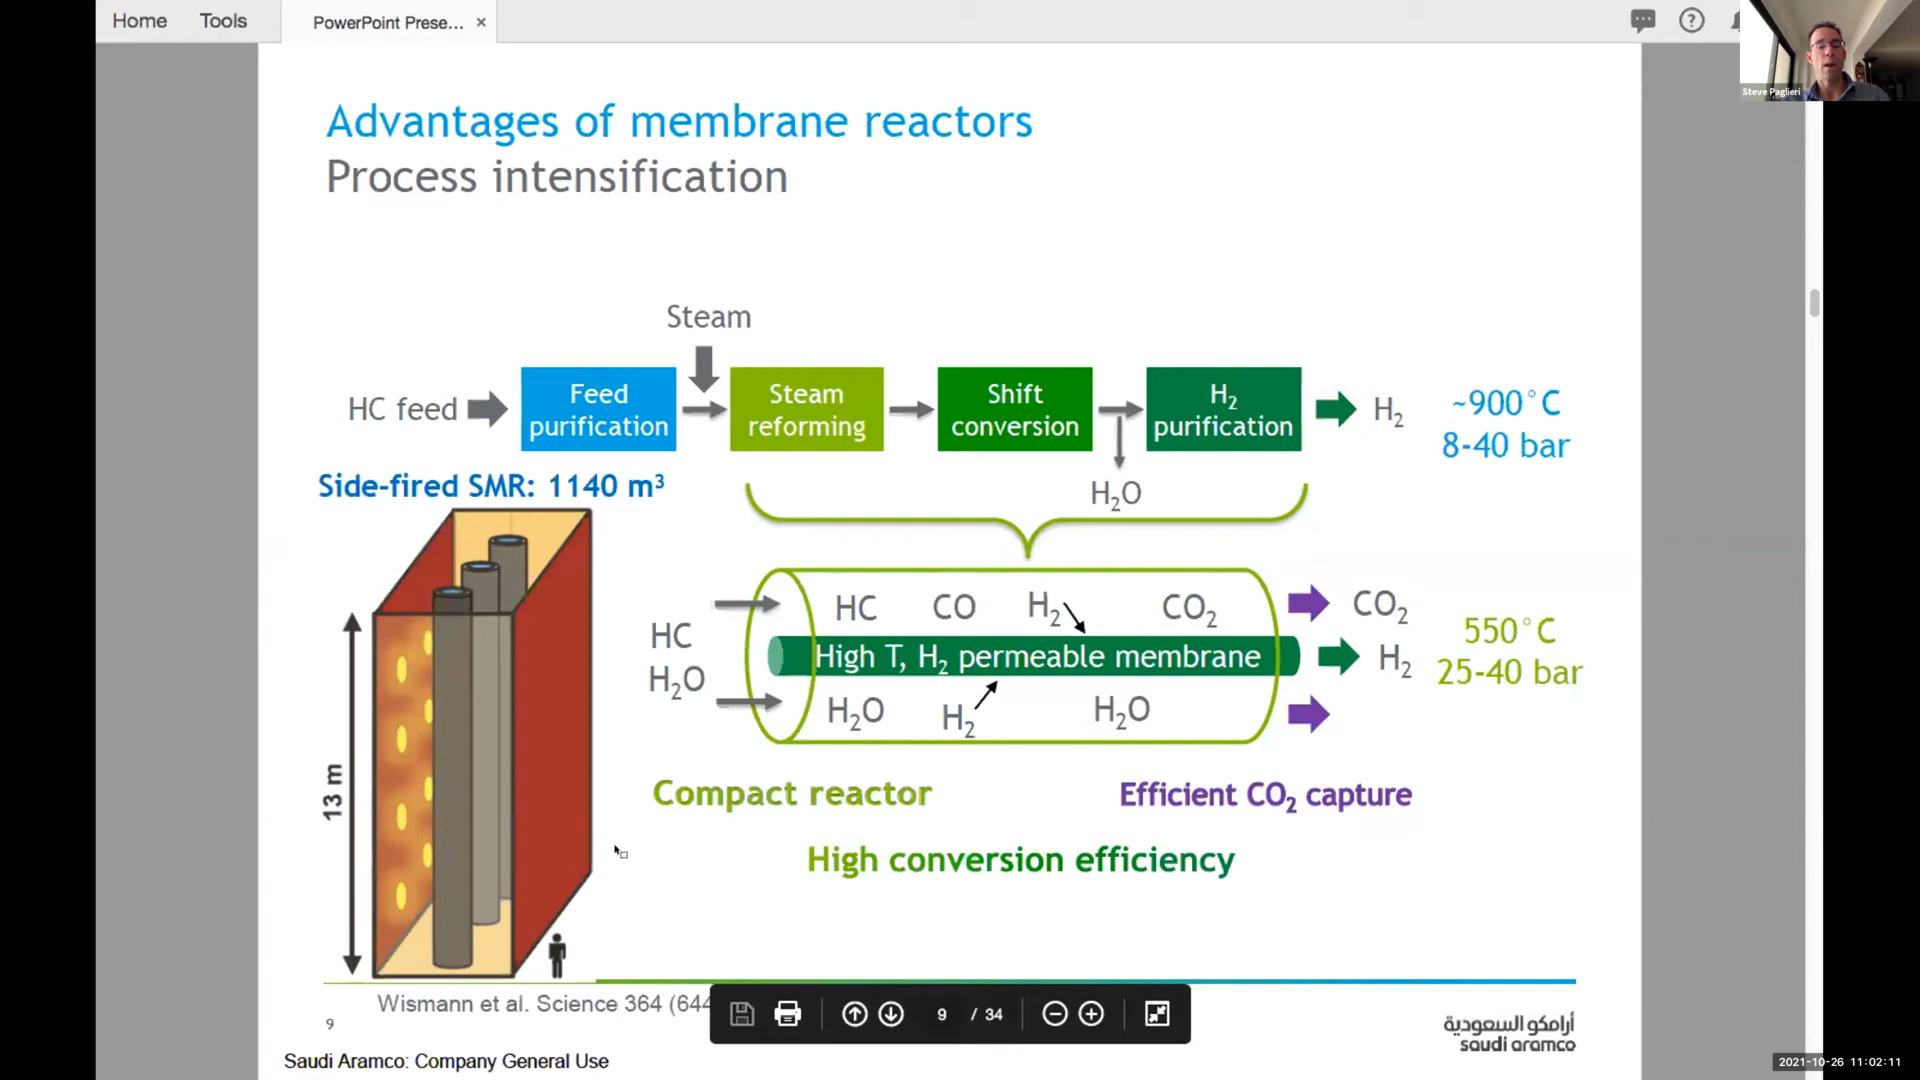 Home Tools PowerPoint Prese... ×
Steve Paglieri
Advantages of membrane reactors
Process intensification
Steam
HC feed
Feed
purification
Steam
reforming
Shift
conversion
H₂
purification
H₂
~900°C
8-40 bar
H₂O
Side-fired SMR: 1140 m³
13 m
HC
H₂O
HC CO H₂ CO₂
High T, H₂ permeable membrane
H₂O H₂ H₂O
CO₂
H₂
550°C
25-40 bar
Compact reactor
Efficient CO₂ capture
High conversion efficiency
Wismann et al. Science 364 (644
9
9 / 34
أرامكو السعودية
saudi aramco
Saudi Aramco: Company General Use
2021-10-26 11:02:11